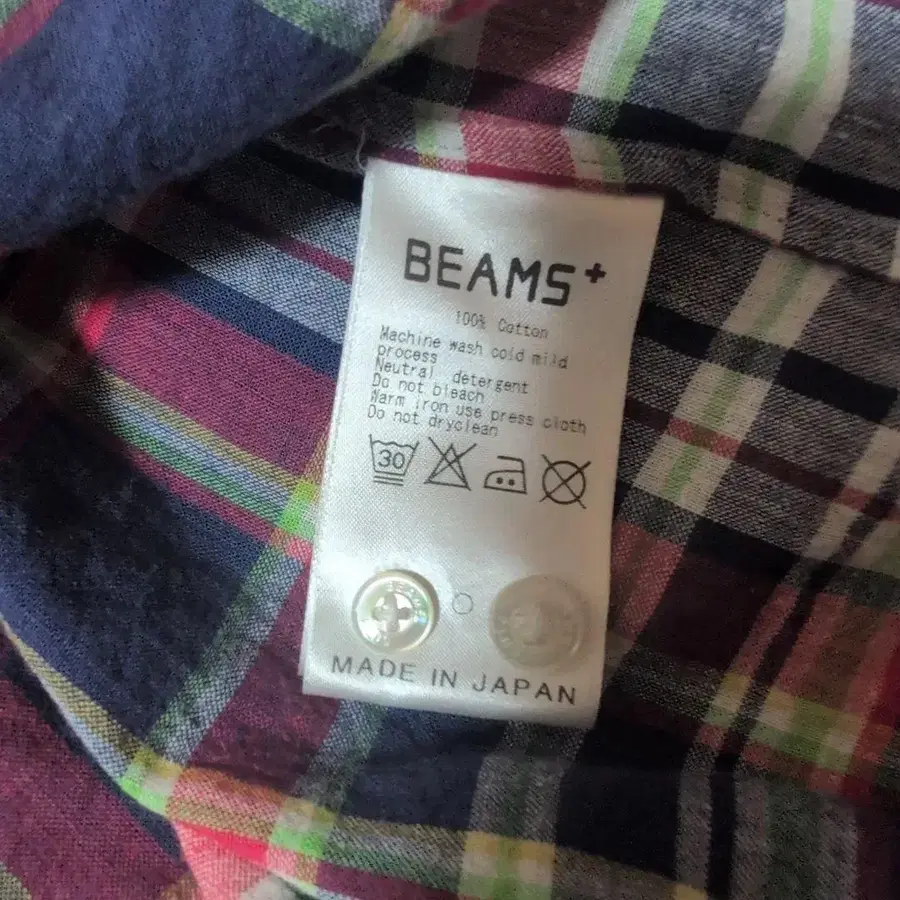 BEAMS+
100% Cotton
Machine wash cold mild
process
Neutral detergent
Do not bleach
Warm iron use press cloth
Do not dryclean
30
MADE IN JAPAN